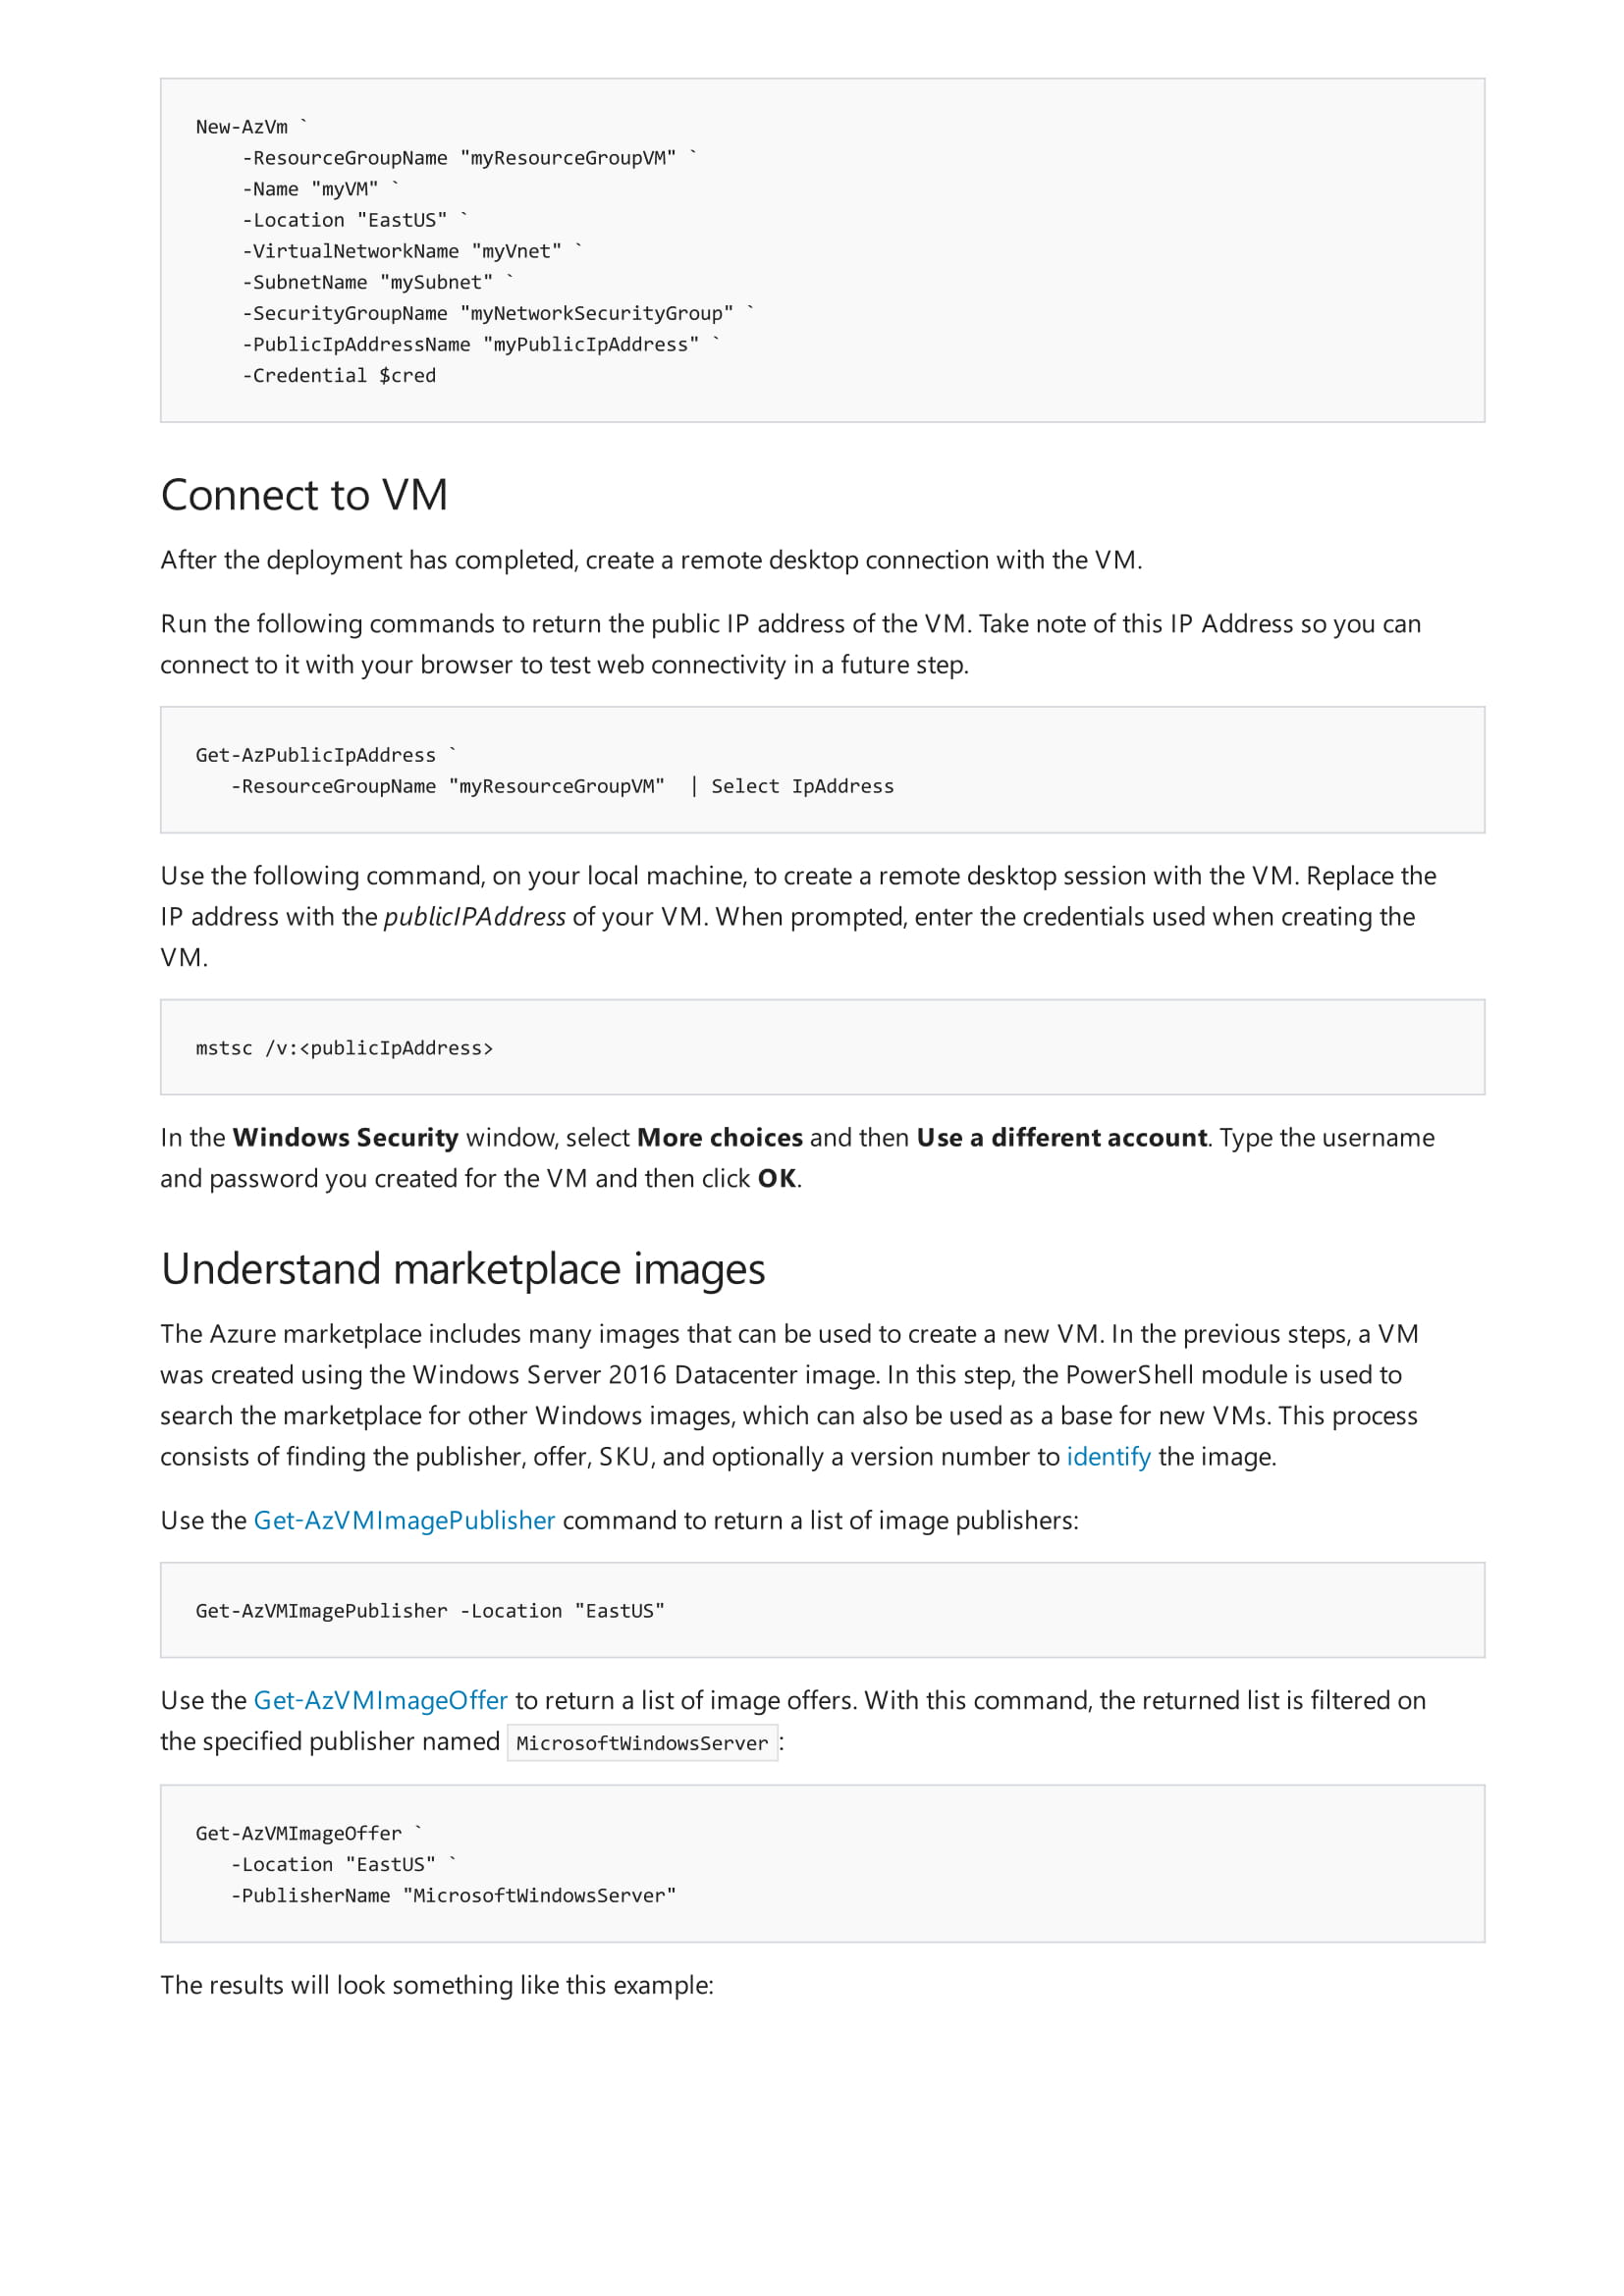 New-AzVm `
    -ResourceGroupName "myResourceGroupVM" `
    -Name "myVM" `
    -Location "EastUS" `
    -VirtualNetworkName "myVnet" `
    -SubnetName "mySubnet" `
    -SecurityGroupName "myNetworkSecurityGroup" `
    -PublicIpAddressName "myPublicIpAddress" `
    -Credential $cred
Connect to VM
After the deployment has completed, create a remote desktop connection with the VM.
Run the following commands to return the public IP address of the VM. Take note of this IP Address so you can
connect to it with your browser to test web connectivity in a future step.
Get-AzPublicIpAddress `
   -ResourceGroupName "myResourceGroupVM"  | Select IpAddress
Use the following command, on your local machine, to create a remote desktop session with the VM. Replace the
IP address with the publicIPAddress of your VM. When prompted, enter the credentials used when creating the
VM.
mstsc /v:<publicIpAddress>
In the Windows Security window, select More choices and then Use a different account. Type the username
and password you created for the VM and then click OK.
Understand marketplace images
The Azure marketplace includes many images that can be used to create a new VM. In the previous steps, a VM
was created using the Windows Server 2016 Datacenter image. In this step, the PowerShell module is used to
search the marketplace for other Windows images, which can also be used as a base for new VMs. This process
consists of finding the publisher, offer, SKU, and optionally a version number to identify the image.
Use the Get-AzVMImagePublisher command to return a list of image publishers:
Get-AzVMImagePublisher -Location "EastUS"
Use the Get-AzVMImageOffer to return a list of image offers. With this command, the returned list is filtered on
the specified publisher named MicrosoftWindowsServer :
Get-AzVMImageOffer `
   -Location "EastUS" `
   -PublisherName "MicrosoftWindowsServer"
The results will look something like this example: